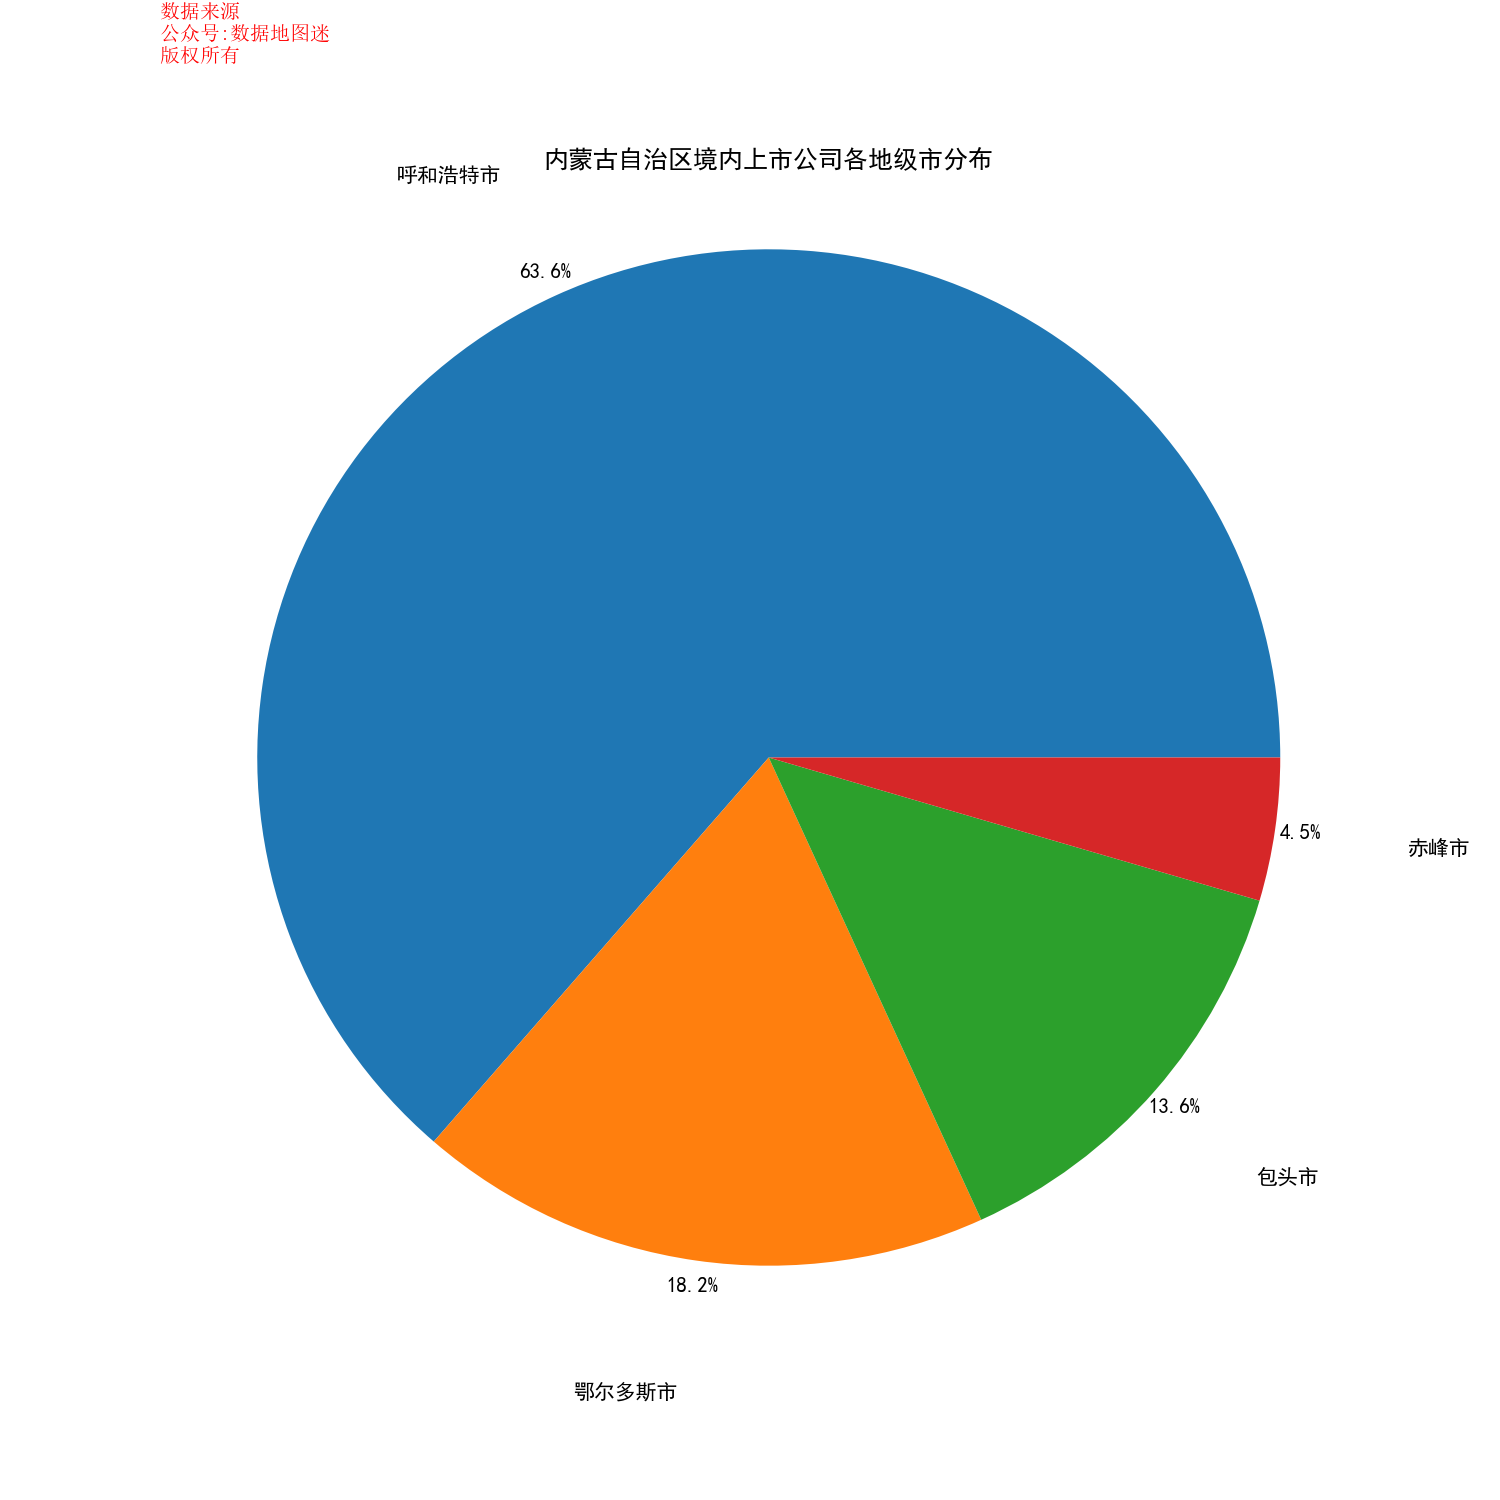 数据来源
公众号:数据地图迷
版权所有
内蒙古自治区境内上市公司各地级市分布
呼和浩特市
63.6%
4.5%
赤峰市
13.6%
包头市
18.2%
鄂尔多斯市